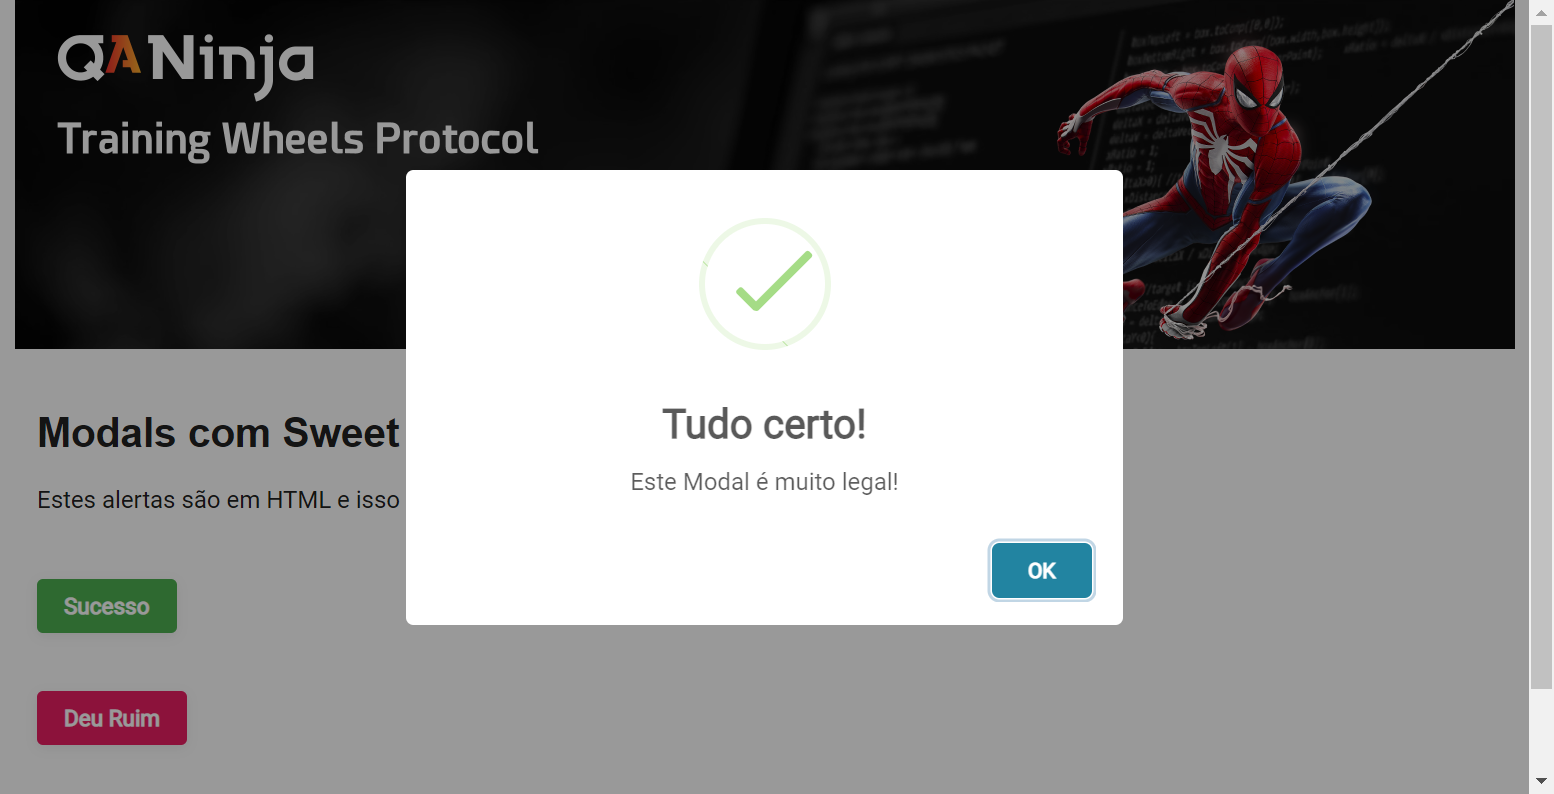 QANinja
Training Wheels Protocol
Tudo certo!
Este Modal é muito legal!
OK
Modals com Sweet
Estes alertas são em HTML e isso
Sucesso
Deu Ruim